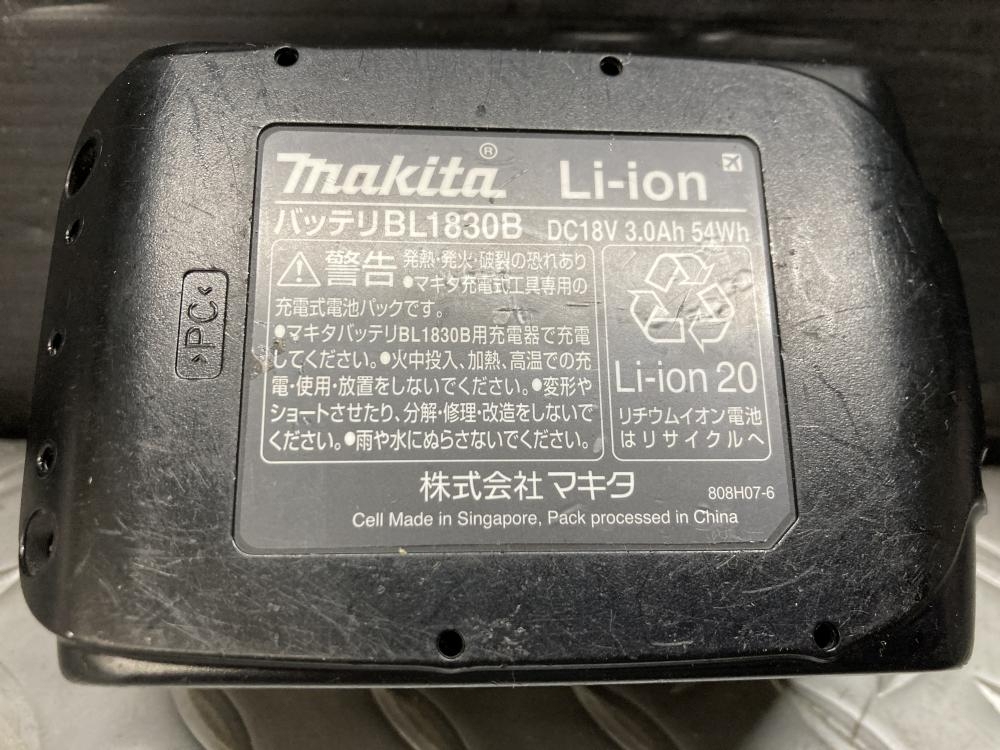 makita® Li-ion
バッテリBL1830B DC18V 3.0Ah 54Wh
警告 発熱・発火・破裂の恐れあり
●マキタ充電式工具専用の
充電式電池パックです。
●マキタバッテリBL1830B用充電器で充電
してください。●火中投入、加熱、高温での充
電・使用・放置をしないでください。●変形や
ショートさせたり、分解・修理・改造をしないで
ください。●雨や水にぬらさないでください。
Li-ion 20
リチウムイオン電池
はリサイクルへ
株式会社マキタ
808H07-6
Cell Made in Singapore, Pack processed in China
>PC<